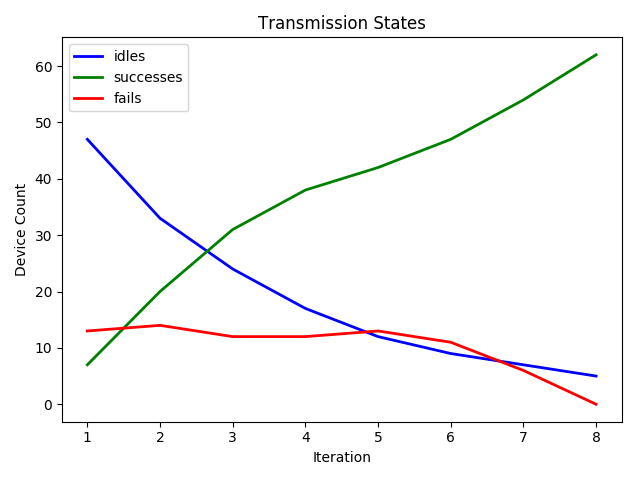 Transmission States
idles
successes
fails
Device Count
60
50
40
30
20
10
0
1 2 3 4 5 6 7 8
Iteration